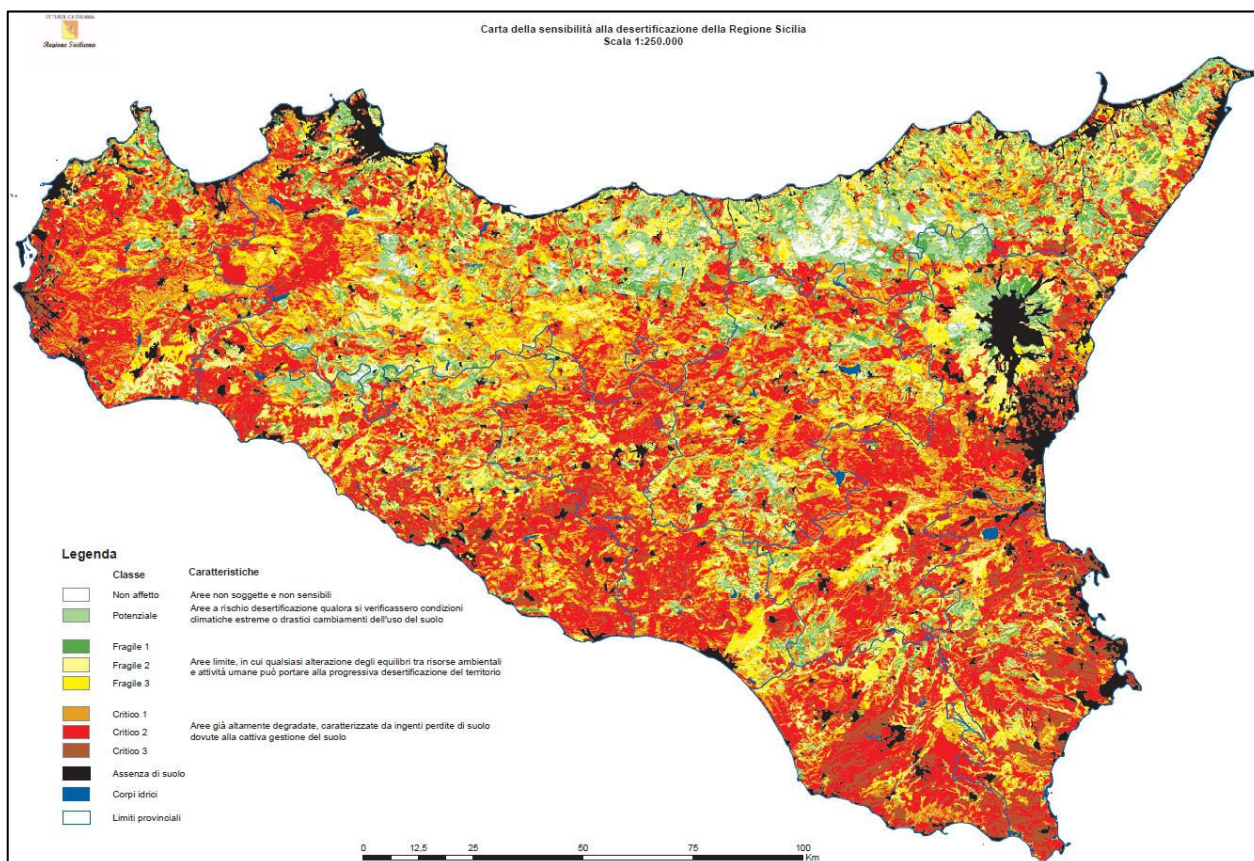 REPUBBLICA ITALIANA
Regione Siciliana
Carta della sensibilità alla desertificazione della Regione Sicilia
Scala 1:250.000
Legenda
Classe Caratteristiche
Non affetto Aree non soggette e non sensibili
Potenziale Aree a rischio desertificazione qualora si verificassero condizioni
climatiche estreme o drastici cambiamenti dell'uso del suolo
Fragile 1
Fragile 2 Aree limite, in cui qualsiasi alterazione degli equilibri tra risorse ambientali
Fragile 3 e attività umane può portare alla progressiva desertificazione del territorio
Critico 1
Critico 2 Aree già altamente degradate, caratterizzate da ingenti perdite di suolo
dovute alla cattiva gestione del suolo
Critico 3
Assenza di suolo
Corpi idrici
Limiti provinciali
0 12,5 25 50 75 100
Km